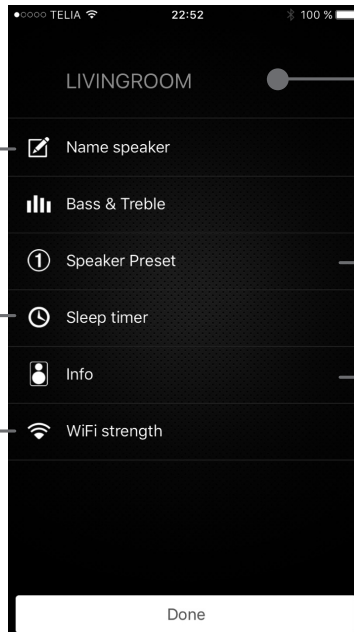 TELIA 22:52 100 %
LIVINGROOM
Name speaker
Bass & Treble
1 Speaker Preset
Sleep timer
Info
WiFi strength
Done